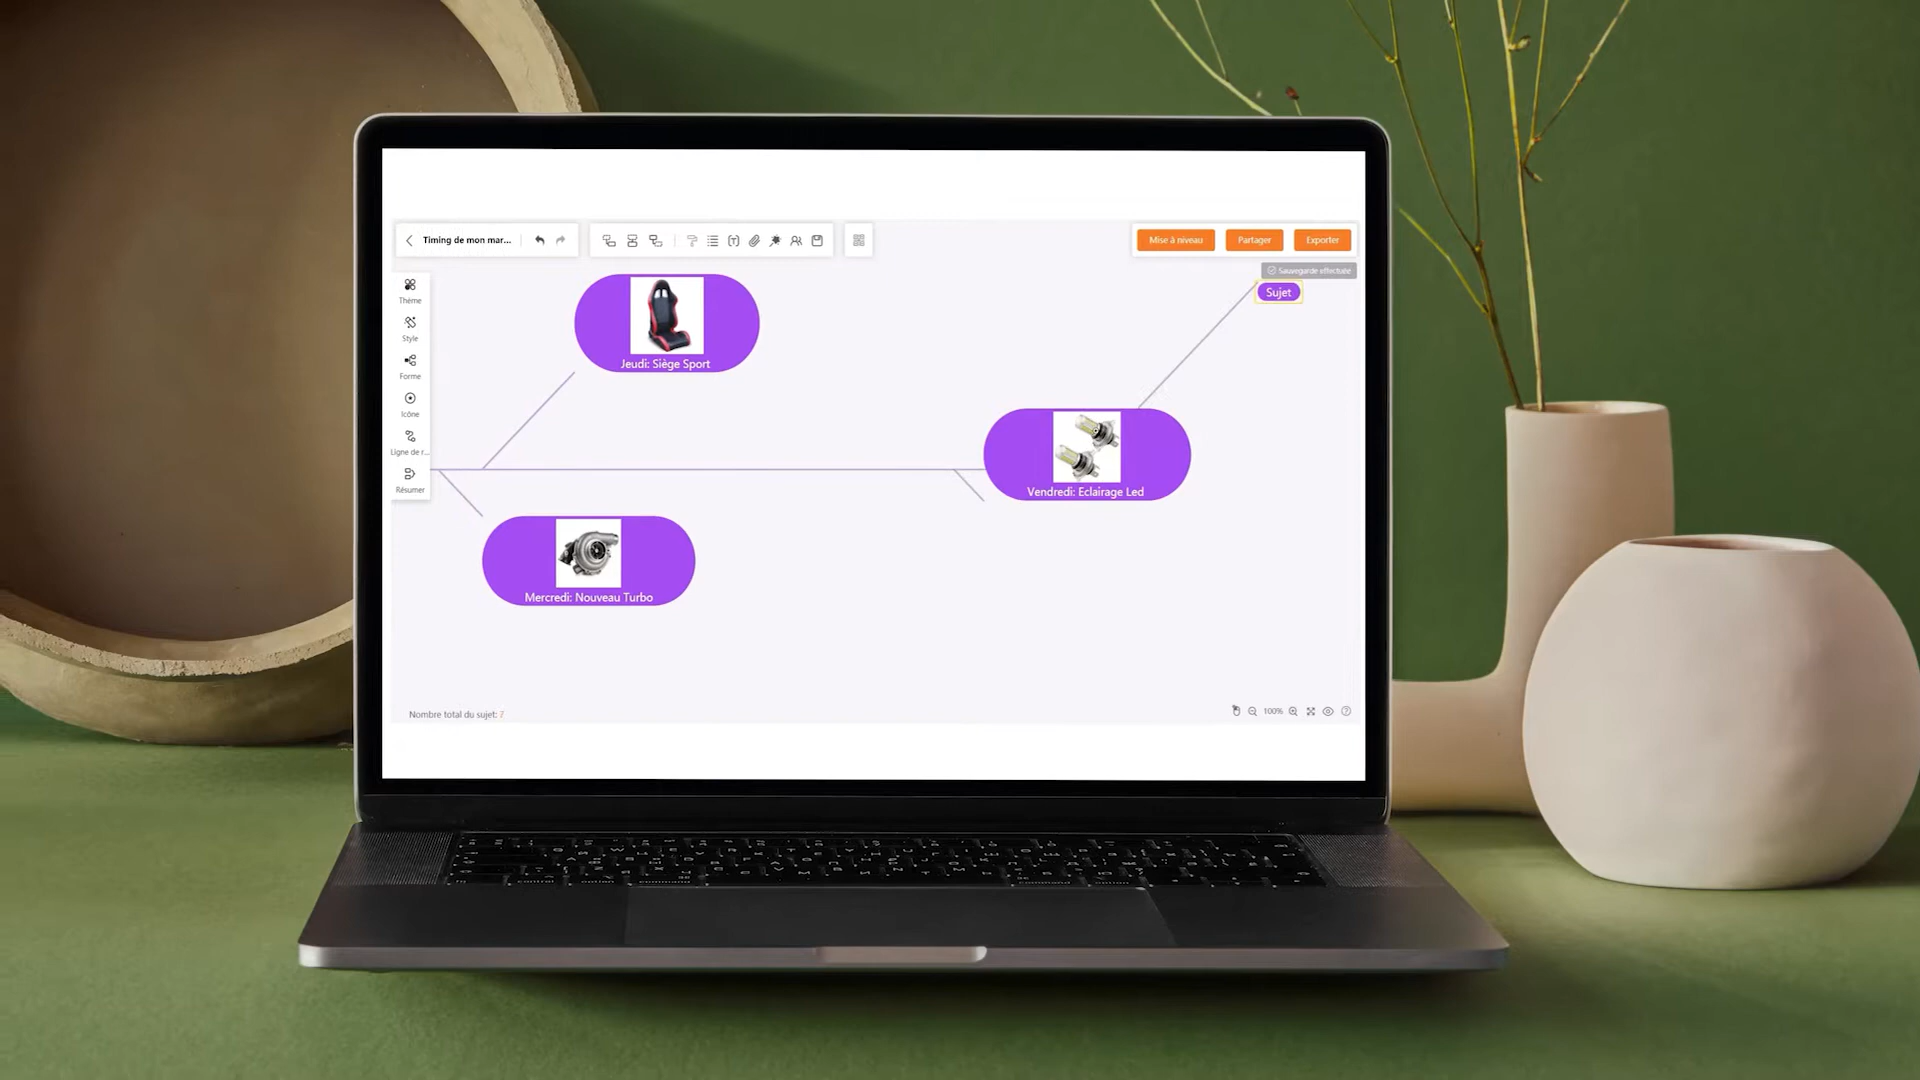 Timing de mon mar...
Mise à niveau
Partager
Exporter
Sauvegarde effectuée
Sujet
Thème
Style
Forme
Icône
Ligne de r...
Résumer
Jeudi: Siège Sport
Vendredi: Eclairage Led
Mercredi: Nouveau Turbo
Nombre total du sujet: 7
100%